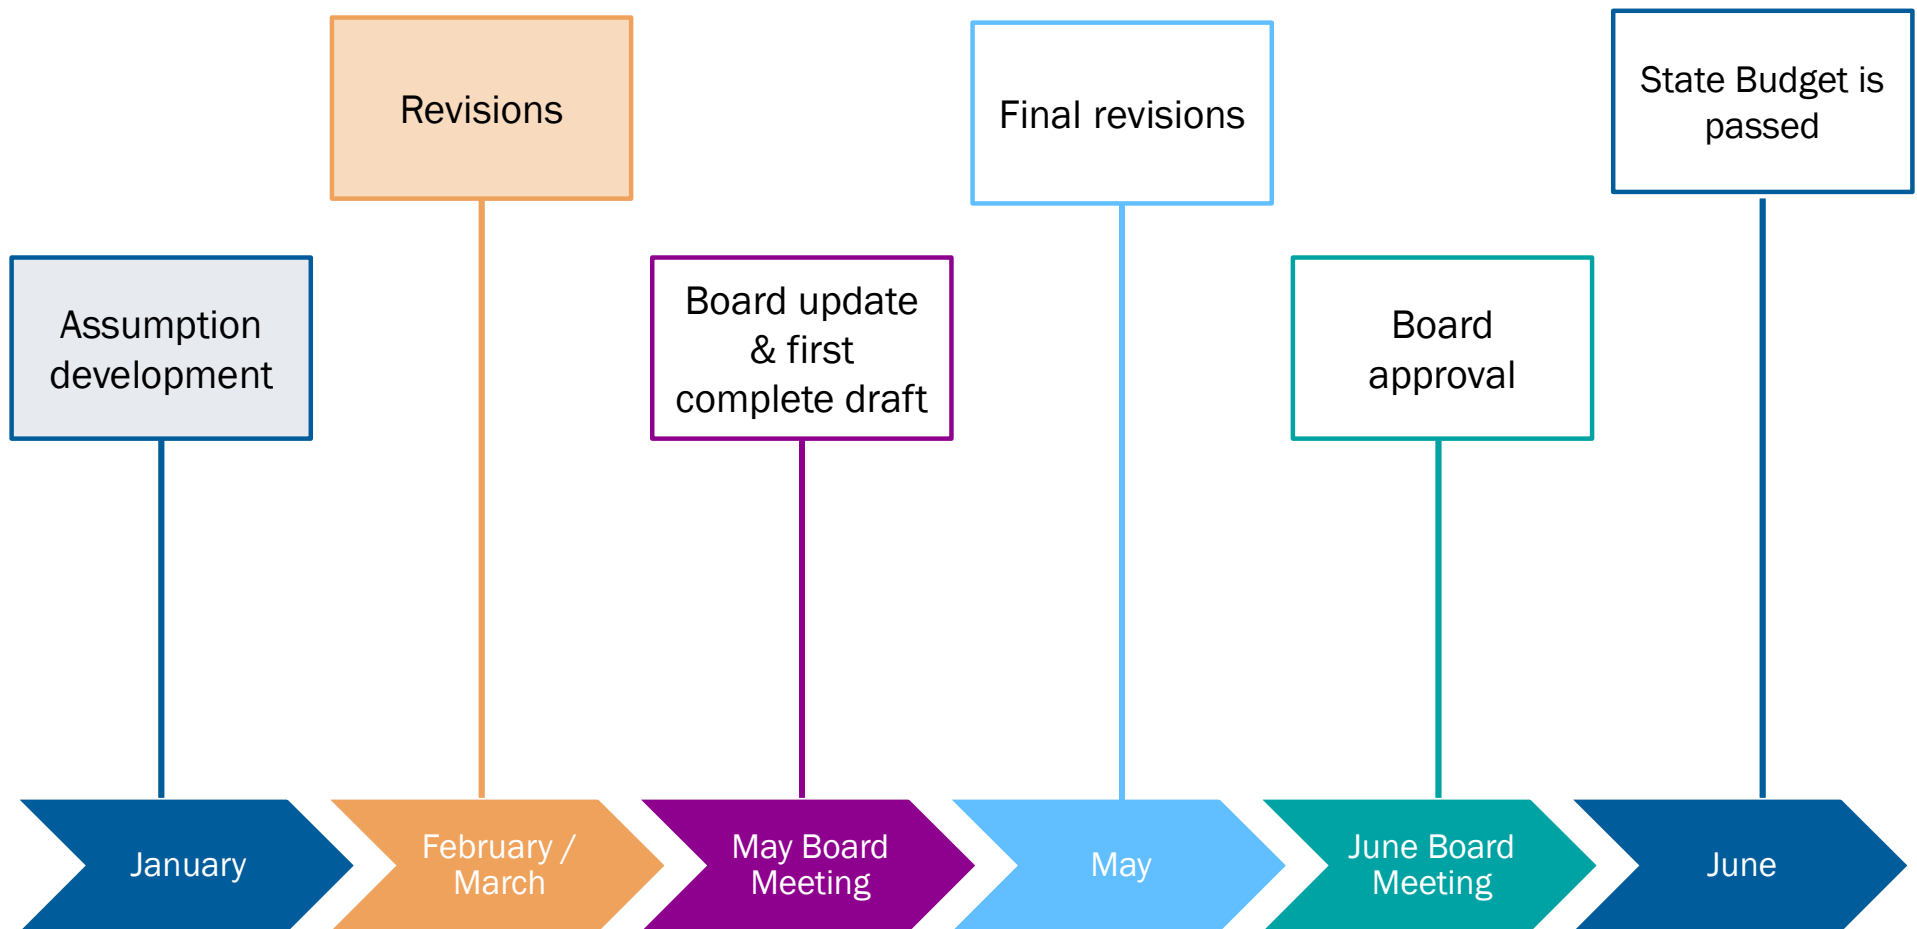 Revisions
Final revisions
State Budget is
passed
Assumption
development
Board update
& first
complete draft
Board
approval
January
February /
March
May Board
Meeting
May
June Board
Meeting
June